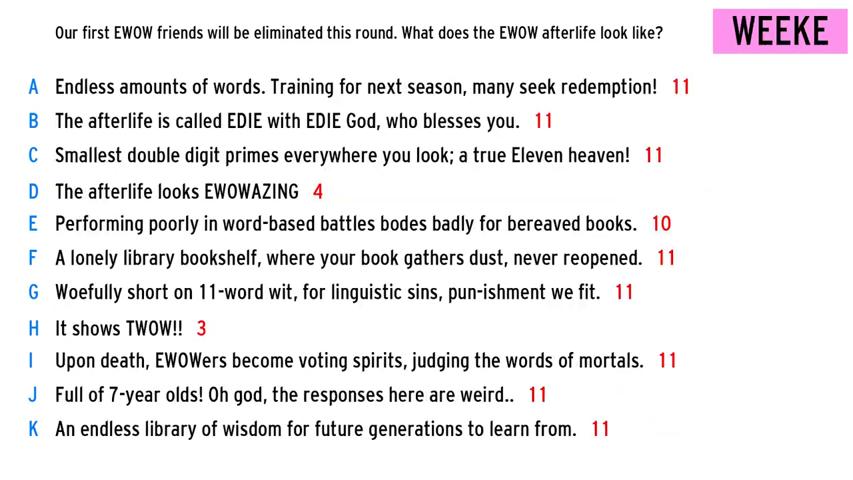 Our first EWOW friends will be eliminated this round. What does the EWOW afterlife look like?
WEEKE
A Endless amounts of words. Training for next season, many seek redemption! 11
B The afterlife is called EDIE with EDIE God, who blesses you. 11
C Smallest double digit primes everywhere you look; a true Eleven heaven! 11
D The afterlife looks EWOWAZING 4
E Performing poorly in word-based battles bodes badly for bereaved books. 10
F A lonely library bookshelf, where your book gathers dust, never reopened. 11
G Woefully short on 11-word wit, for linguistic sins, pun-ishment we fit. 11
H It shows TWOW!! 3
I Upon death, EWOWers become voting spirits, judging the words of mortals. 11
J Full of 7-year olds! Oh god, the responses here are weird.. 11
K An endless library of wisdom for future generations to learn from. 11